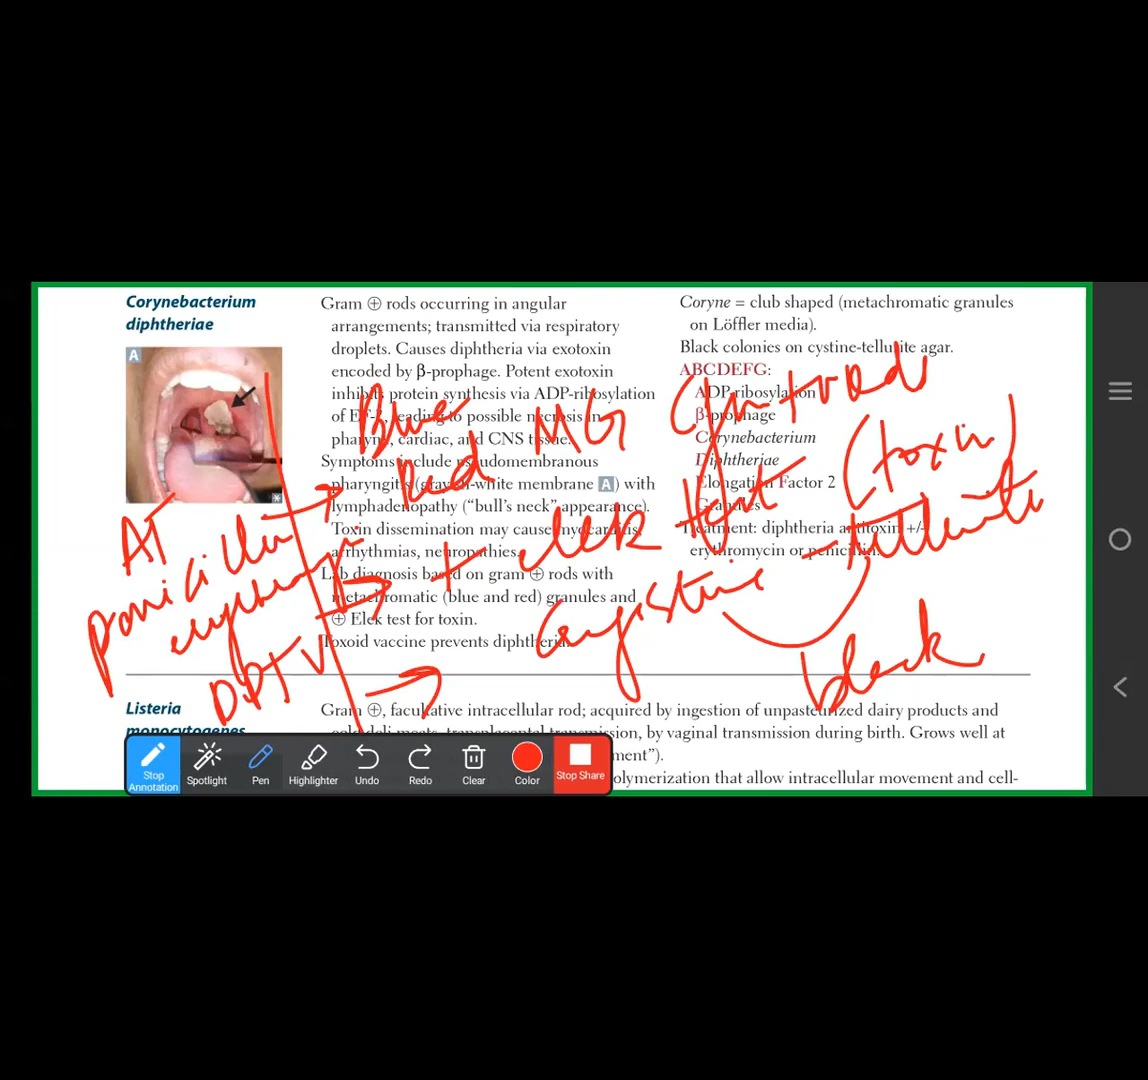 Corynebacterium
diphtheriae
A
Gram ⊕ rods occurring in angular
arrangements; transmitted via respiratory
droplets. Causes diphtheria via exotoxin
encoded by β-prophage. Potent exotoxin
inhibits protein synthesis via ADP-ribosylation
of EF-2, leading to possible necrosis in
pharynx, cardiac, and CNS tissue.
Symptoms include pseudomembranous
pharyngitis (grayish-white membrane A) with
lymphadenopathy (“bull’s neck” appearance).
Toxin dissemination may cause myocarditis,
arrhythmias, neuropathies.
Lab diagnosis based on gram ⊕ rods with
metachromatic (blue and red) granules and
⊕ Elek test for toxin.
Toxoid vaccine prevents diphtheria.
Coryne = club shaped (metachromatic granules
on Löffler media).
Black colonies on cystine-tellurite agar.
ABCDEFG:
ADP-ribosylation
β-prophage
Corynebacterium
Diphtheriae
Elongation Factor 2
Granules
Treatment: diphtheria antitoxin +/−
erythromycin or penicillin.
Blue MG
Red
+ elek (toxin)
black
AT
DPT V
Listeria
monocytogenes
Gram ⊕, facultative intracellular rod; acquired by ingestion of unpasteurized dairy products and
cold deli meats, transplacental transmission, by vaginal transmission during birth. Grows well at
ment”).
olymerization that allow intracellular movement and cell-
Stop Annotation
Spotlight
Pen
Highlighter
Undo
Redo
Clear
Color
Stop Share